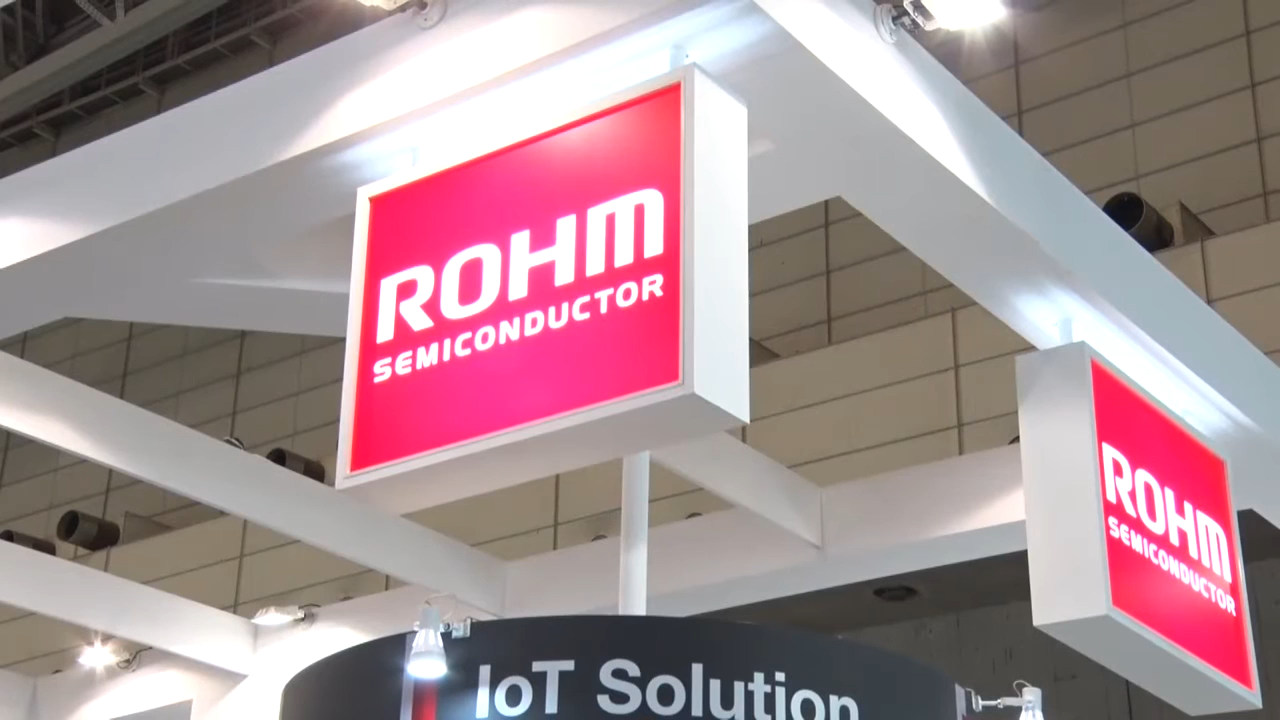 ROHM
SEMICONDUCTOR
ROHM
SEMICONDUCTOR
IoT Solution